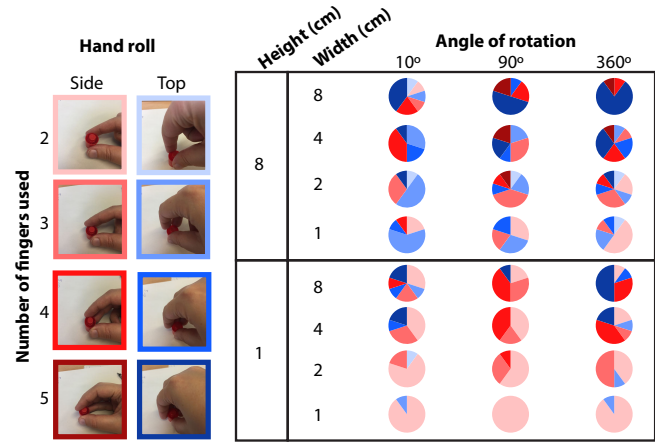 Hand roll
Side Top
Number of fingers used
2
3
4
5
Height (cm)
Width (cm)
Angle of rotation
10º 90º 360º
8
8
4
2
1
1
8
4
2
1